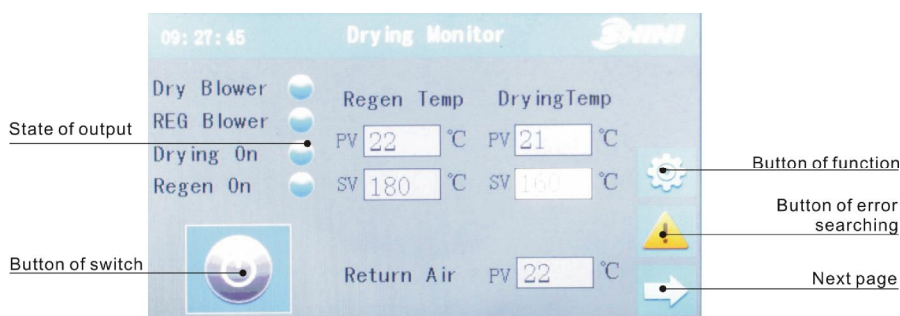 09:27:45 Drying Monitor SHINI
Dry Blower
REG Blower
Drying On
Regen On
Regen Temp DryingTemp
PV 22 ℃ PV 21 ℃
SV 180 ℃ SV 160 ℃
Return Air PV 22 ℃
State of output
Button of switch
Button of function
Button of error
searching
Next page